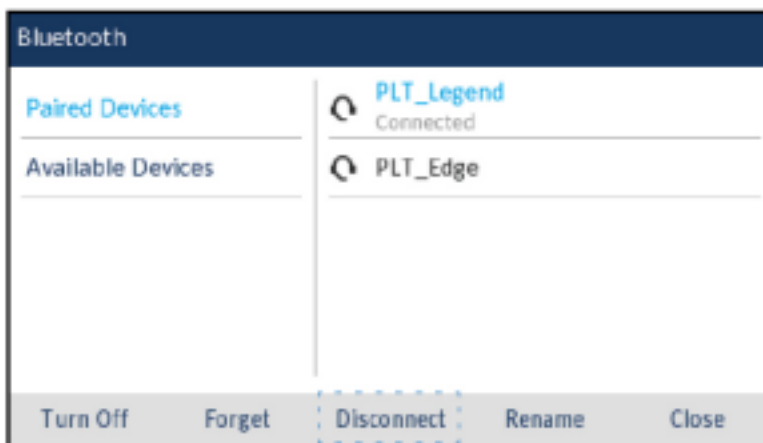 Bluetooth
Paired Devices
Available Devices
PLT_Legend
Connected
PLT_Edge
Turn Off Forget Disconnect Rename Close